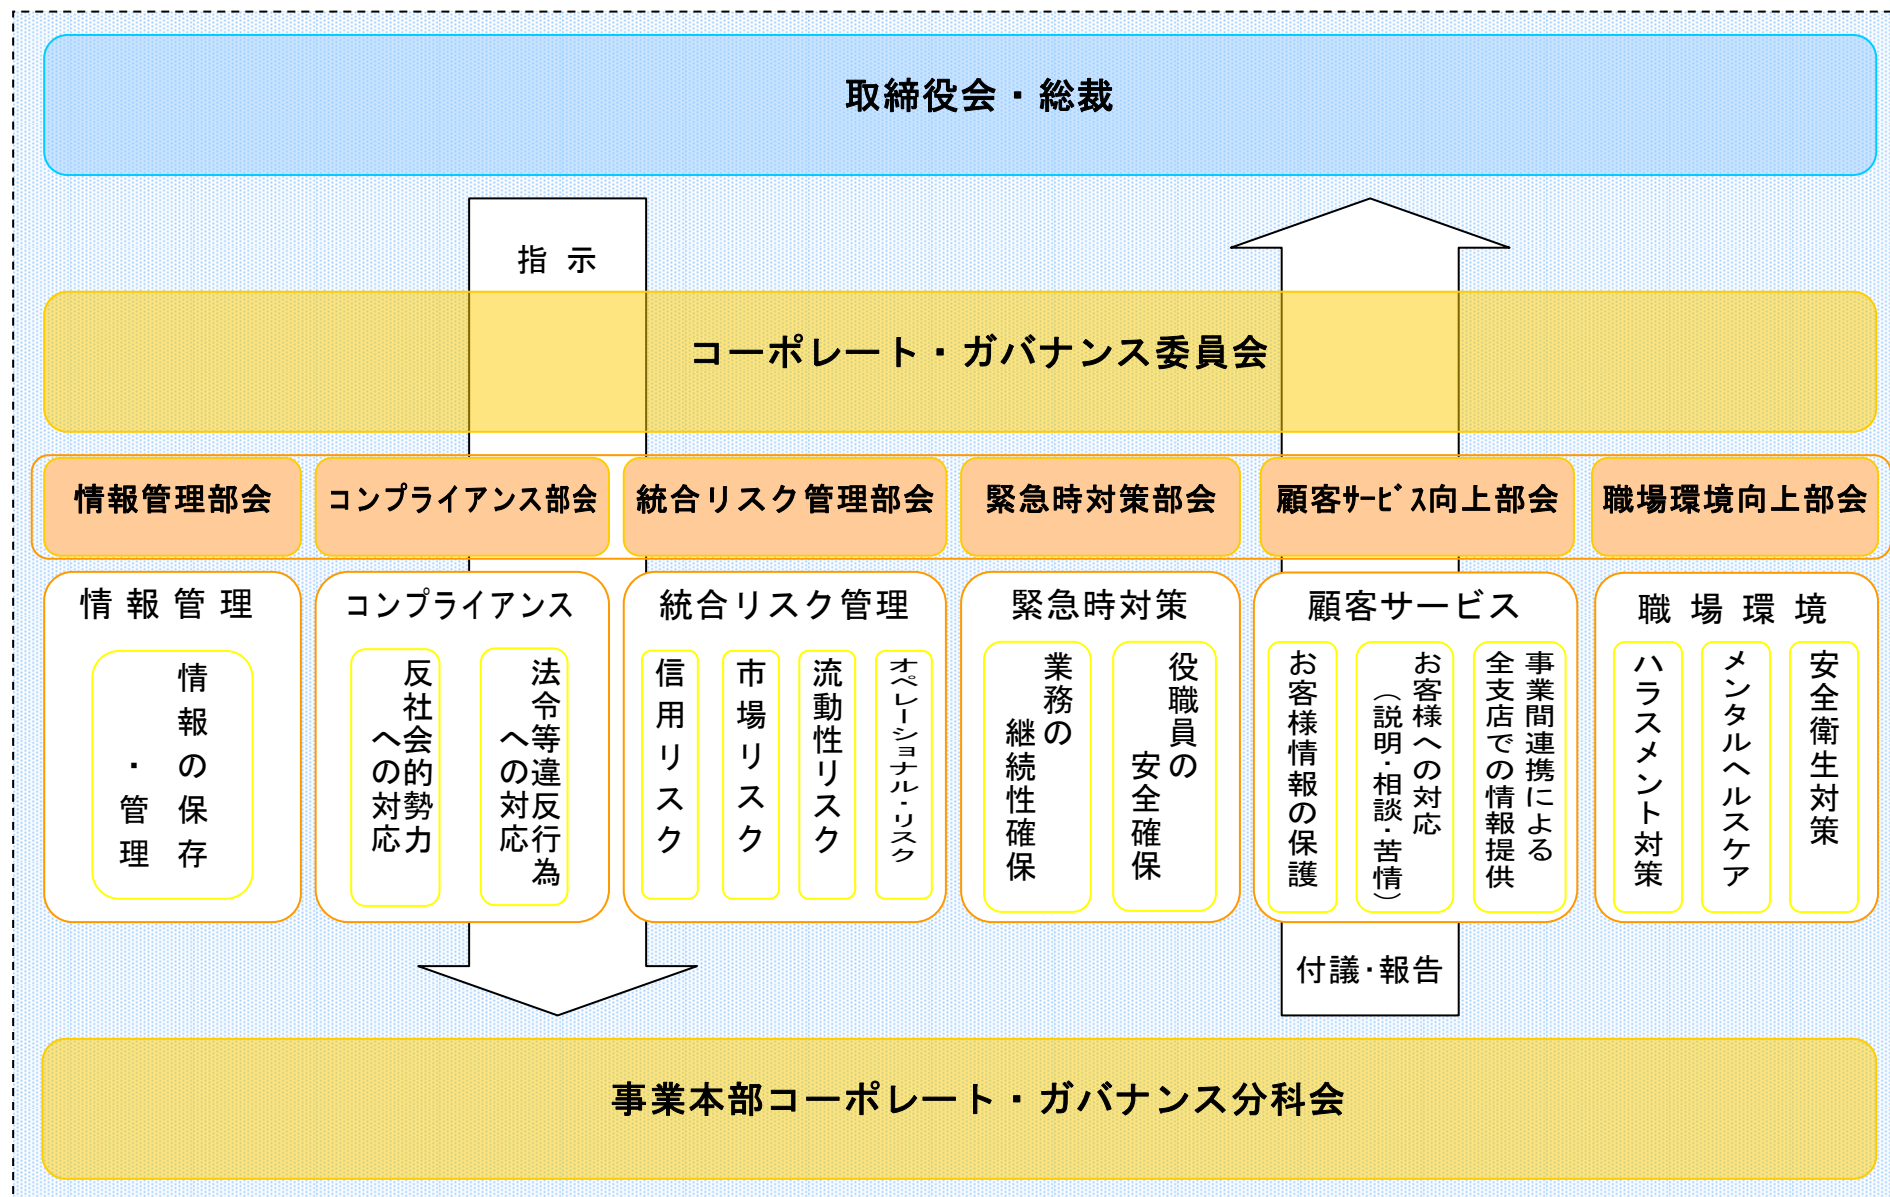 取締役会・総裁
指 示
コーポレート・ガバナンス委員会
情報管理部会
コンプライアンス部会
統合リスク管理部会
緊急時対策部会
顧客ｻｰﾋﾞｽ向上部会
職場環境向上部会
情報管理
情報の保存
・管理
コンプライアンス
反社会的勢力
への対応
法令等違反行為
への対応
統合リスク管理
信用リスク
市場リスク
流動性リスク
オペレーショナル・リスク
緊急時対策
業務の
継続性確保
役職員の
安全確保
顧客サービス
お客様情報の保護
お客様への対応
（説明・相談・苦情）
事業間連携による
全支店での情報提供
職場環境
ハラスメント対策
メンタルヘルスケア
安全衛生対策
付議・報告
事業本部コーポレート・ガバナンス分科会